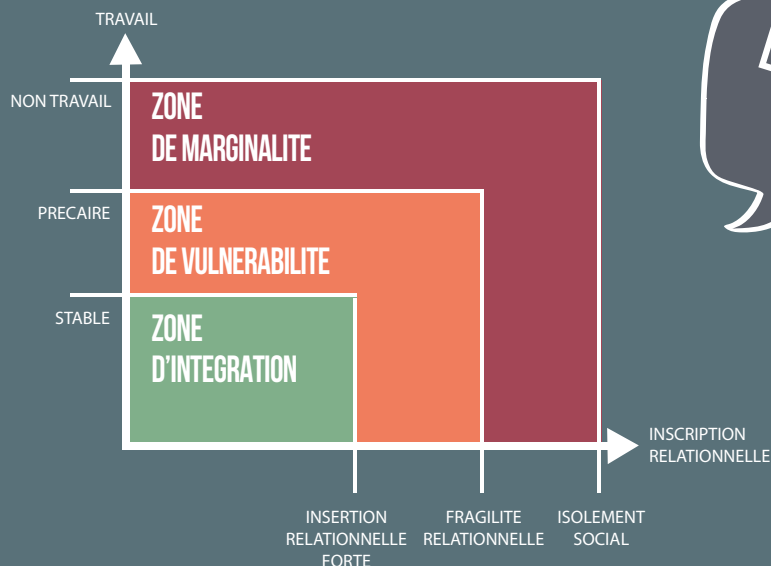 TRAVAIL
NON TRAVAIL
ZONE
DE MARGINALITE
PRECAIRE
ZONE
DE VULNERABILITE
STABLE
ZONE
D'INTEGRATION
INSCRIPTION
RELATIONNELLE
INSERTION
RELATIONNELLE
FORTE
FRAGILITE
RELATIONNELLE
ISOLEMENT
SOCIAL